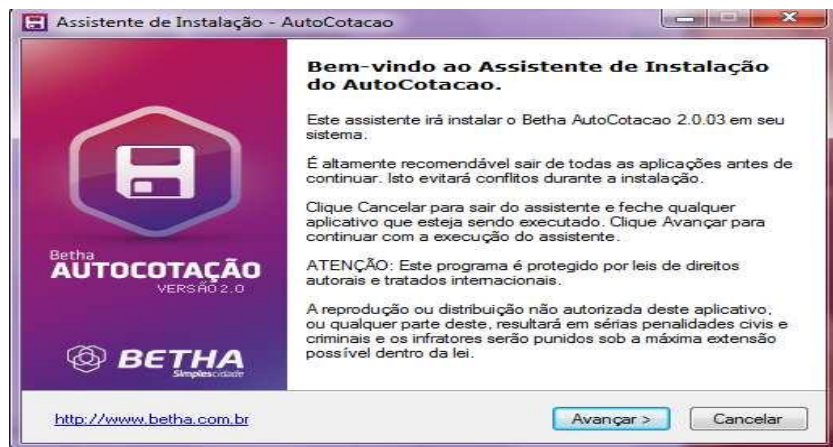 Assistente de Instalação - AutoCotacao
Bem-vindo ao Assistente de Instalação
do AutoCotacao.
Este assistente irá instalar o Betha AutoCotacao 2.0.03 em seu
sistema.
É altamente recomendável sair de todas as aplicações antes de
continuar. Isto evitará conflitos durante a instalação.
Clique Cancelar para sair do assistente e feche qualquer
aplicativo que esteja sendo executado. Clique Avançar para
continuar com a execução do assistente.
ATENÇÃO: Este programa é protegido por leis de direitos
autorais e tratados internacionais.
A reprodução ou distribuição não autorizada deste aplicativo,
ou qualquer parte deste, resultará em sérias penalidades civis e
criminais e os infratores serão punidos sob a máxima extensão
possível dentro da lei.
Betha
AUTOCOTAÇÃO
VERSÃO 2.0
BETHA
Simplescidade
http://www.betha.com.br
Avançar >
Cancelar